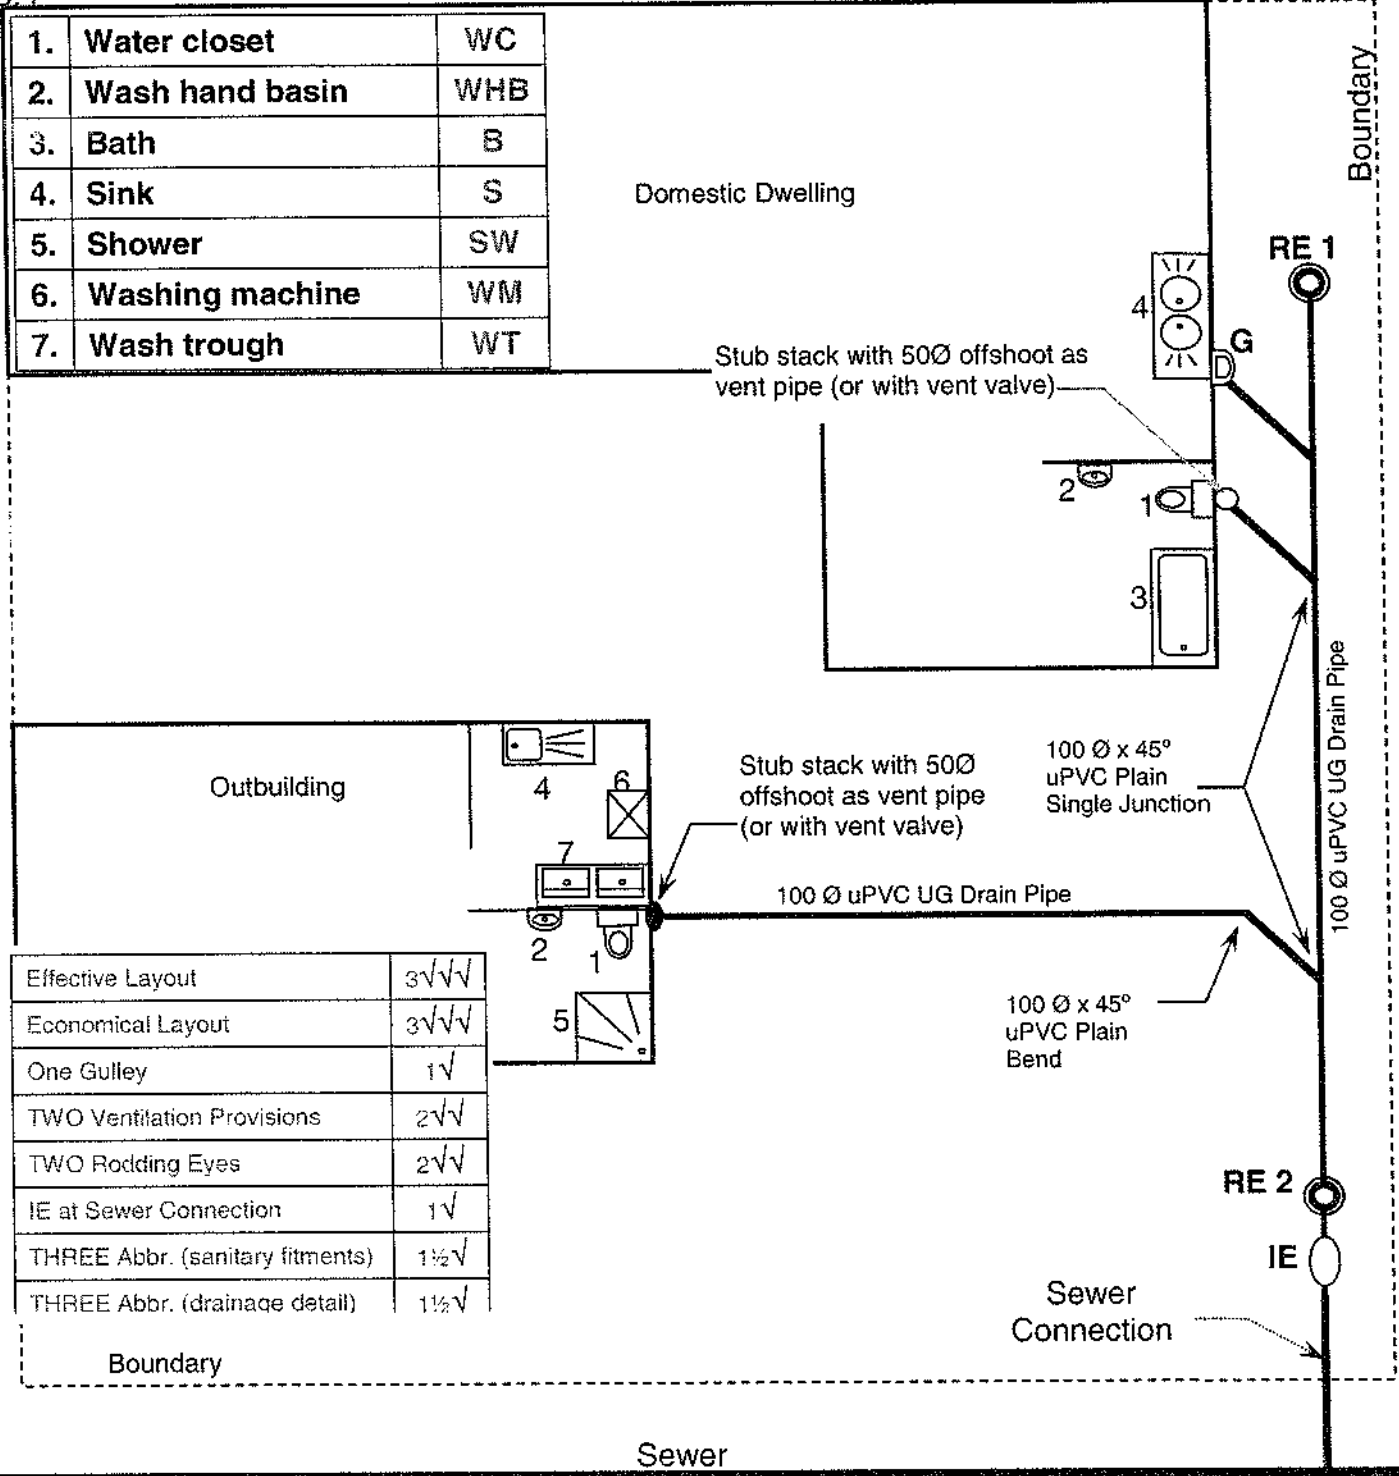 1. Water closet WC
2. Wash hand basin WHB
3. Bath B
4. Sink S
5. Shower SW
6. Washing machine WM
7. Wash trough WT
Domestic Dwelling
Boundary
RE 1
4
G
Stub stack with 50Ø offshoot as
vent pipe (or with vent valve)
2
1
3
Outbuilding
4
6
7
2
1
5
Stub stack with 50Ø
offshoot as vent pipe
(or with vent valve)
100 Ø x 45º
uPVC Plain
Single Junction
100 Ø uPVC UG Drain Pipe
100 Ø uPVC UG Drain Pipe
100 Ø x 45º
uPVC Plain
Bend
Effective Layout 3√√√
Economical Layout 3√√√
One Gulley 1√
TWO Ventilation Provisions 2√√
TWO Rodding Eyes 2√√
IE at Sewer Connection 1√
THREE Abbr. (sanitary fitments) 1½√
THREE Abbr. (drainage detail) 1½√
RE 2
IE
Sewer
Connection
Boundary
Sewer